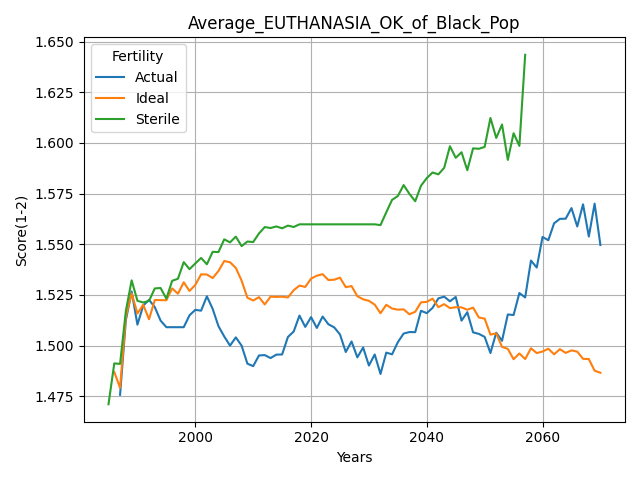 Average_EUTHANASIA_OK_of_Black_Pop
Fertility
Actual
Ideal
Sterile
Score(1-2)
1.650
1.625
1.600
1.575
1.550
1.525
1.500
1.475
2000
2020
2040
2060
Years